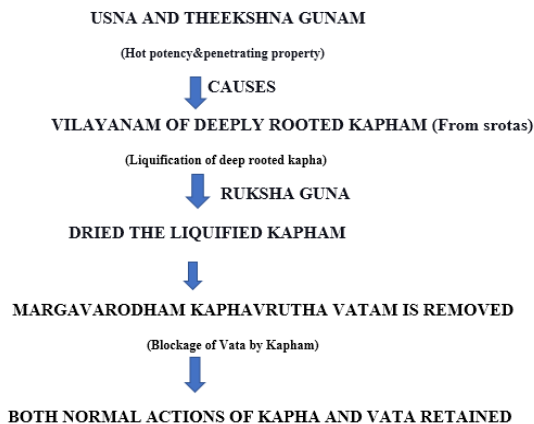 USNA AND THEEKSHNA GUNAM
(Hot potency&penetrating property)
CAUSES
VILAYANAM OF DEEPLY ROOTED KAPHAM (From srotas)
(Liquification of deep rooted kapha)
RUKSHA GUNA
DRIED THE LIQUIFIED KAPHAM
MARGAVARODHAM KAPHAVRUTHA VATAM IS REMOVED
(Blockage of Vata by Kapham)
BOTH NORMAL ACTIONS OF KAPHA AND VATA RETAINED